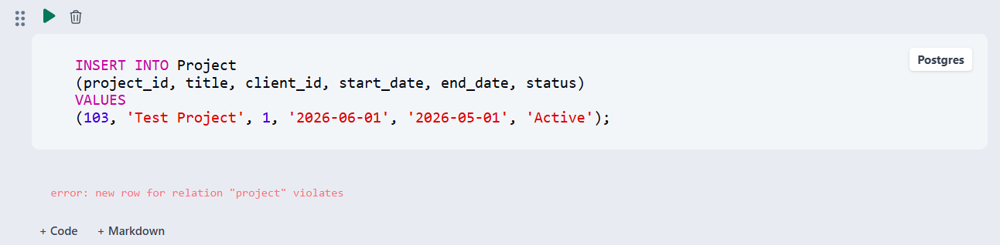 Postgres
INSERT INTO Project
(project_id, title, client_id, start_date, end_date, status)
VALUES
(103, 'Test Project', 1, '2026-06-01', '2026-05-01', 'Active');
error: new row for relation "project" violates
+ Code + Markdown